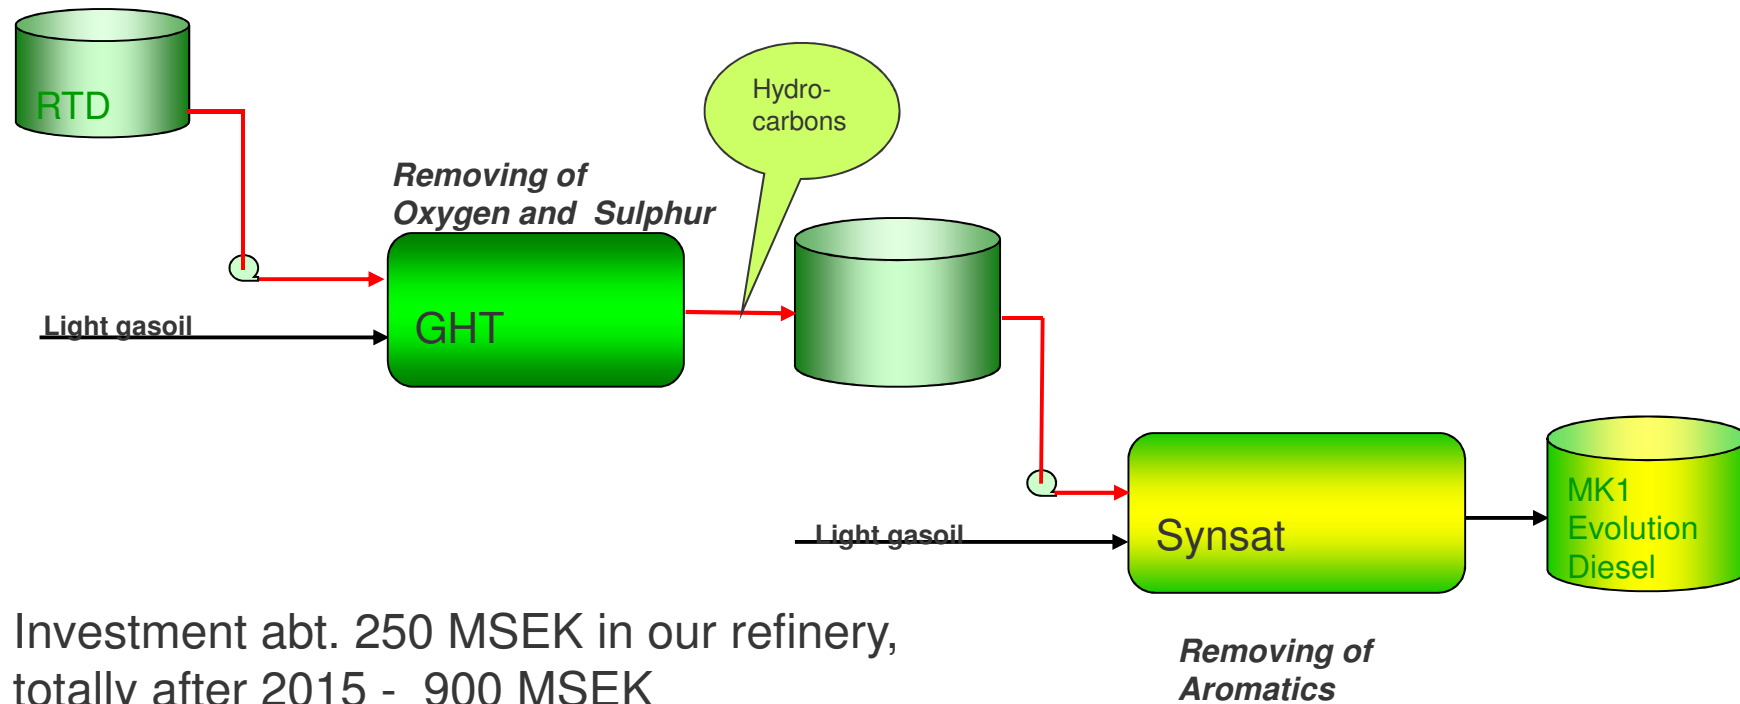 RTD
Hydro-
carbons
Removing of
Oxygen and Sulphur
Light gasoil
GHT
Light gasoil
Synsat
MK1
Evolution
Diesel
Investment abt. 250 MSEK in our refinery,
totally after 2015 - 900 MSEK
Removing of
Aromatics